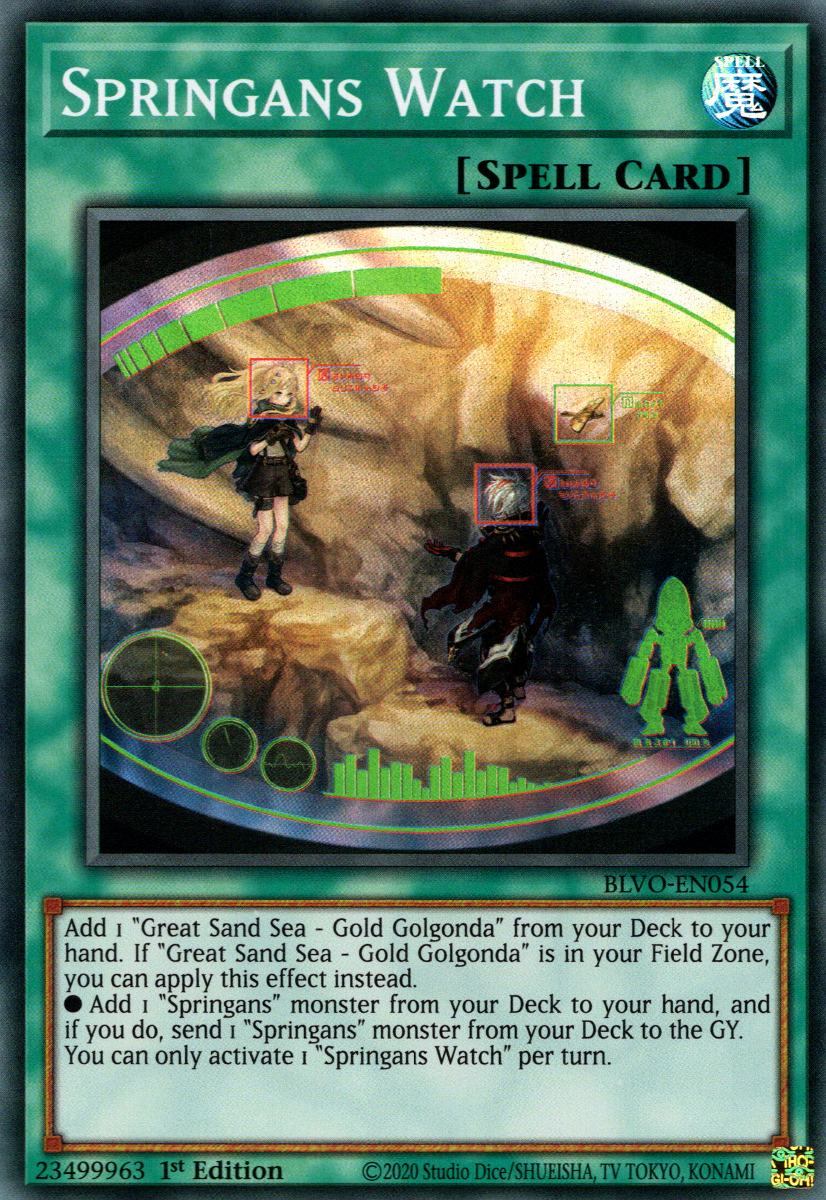 Springans Watch
SPELL
魔
[Spell Card]
BLVO-EN054
Add 1 "Great Sand Sea - Gold Golgonda" from your Deck to your
hand. If "Great Sand Sea - Gold Golgonda" is in your Field Zone,
you can apply this effect instead.
● Add 1 "Springans" monster from your Deck to your hand, and
if you do, send 1 "Springans" monster from your Deck to the GY.
You can only activate 1 "Springans Watch" per turn.
23499963 1st Edition
©2020 Studio Dice/SHUEISHA, TV TOKYO, KONAMI